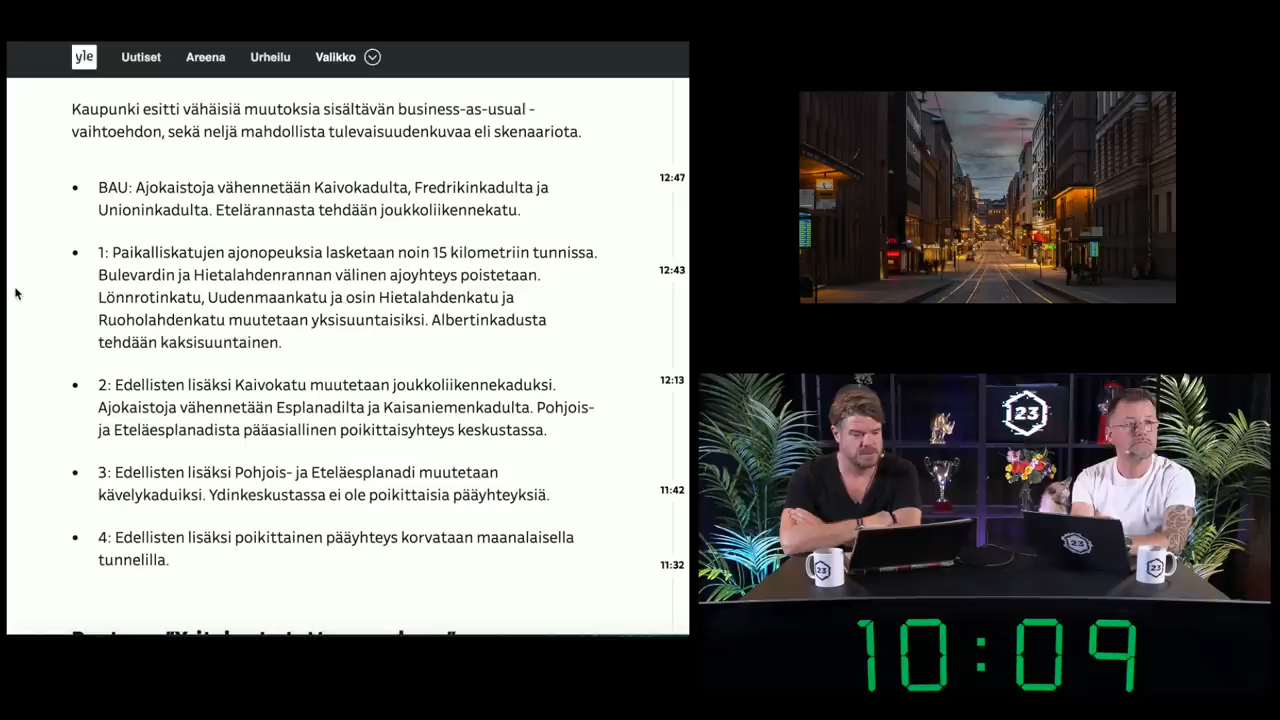 yle
Uutiset
Areena
Urheilu
Valikko
Kaupunki esitti vähäisiä muutoksia sisältävän business-as-usual -
vaihtoehdon, sekä neljä mahdollista tulevaisuudenkuvaa eli skenaariota.
• BAU: Ajokaistoja vähennetään Kaivokadulta, Fredrikinkadulta ja
Unioninkadulta. Etelärannasta tehdään joukkoliikennekatu.
• 1: Paikalliskatujen ajonopeuksia lasketaan noin 15 kilometriin tunnissa.
Bulevardin ja Hietalahdenrannan välinen ajoyhteys poistetaan.
Lönnrotinkatu, Uudenmaankatu ja osin Hietalahdenkatu ja
Ruoholahdenkatu muutetaan yksisuuntaisiksi. Albertinkadusta
tehdään kaksisuuntainen.
• 2: Edellisten lisäksi Kaivokatu muutetaan joukkoliikennekaduksi.
Ajokaistoja vähennetään Esplanadilta ja Kaisaniemenkadulta. Pohjois-
ja Eteläesplanadista pääasiallinen poikittaisyhteys keskustassa.
• 3: Edellisten lisäksi Pohjois- ja Eteläesplanadi muutetaan
kävelykaduiksi. Ydinkeskustassa ei ole poikittaisia pääyhteyksiä.
• 4: Edellisten lisäksi poikittainen pääyhteys korvataan maanalaisella
tunnelilla.
12:47
12:43
12:13
11:42
11:32
23
23
23
23
10:09